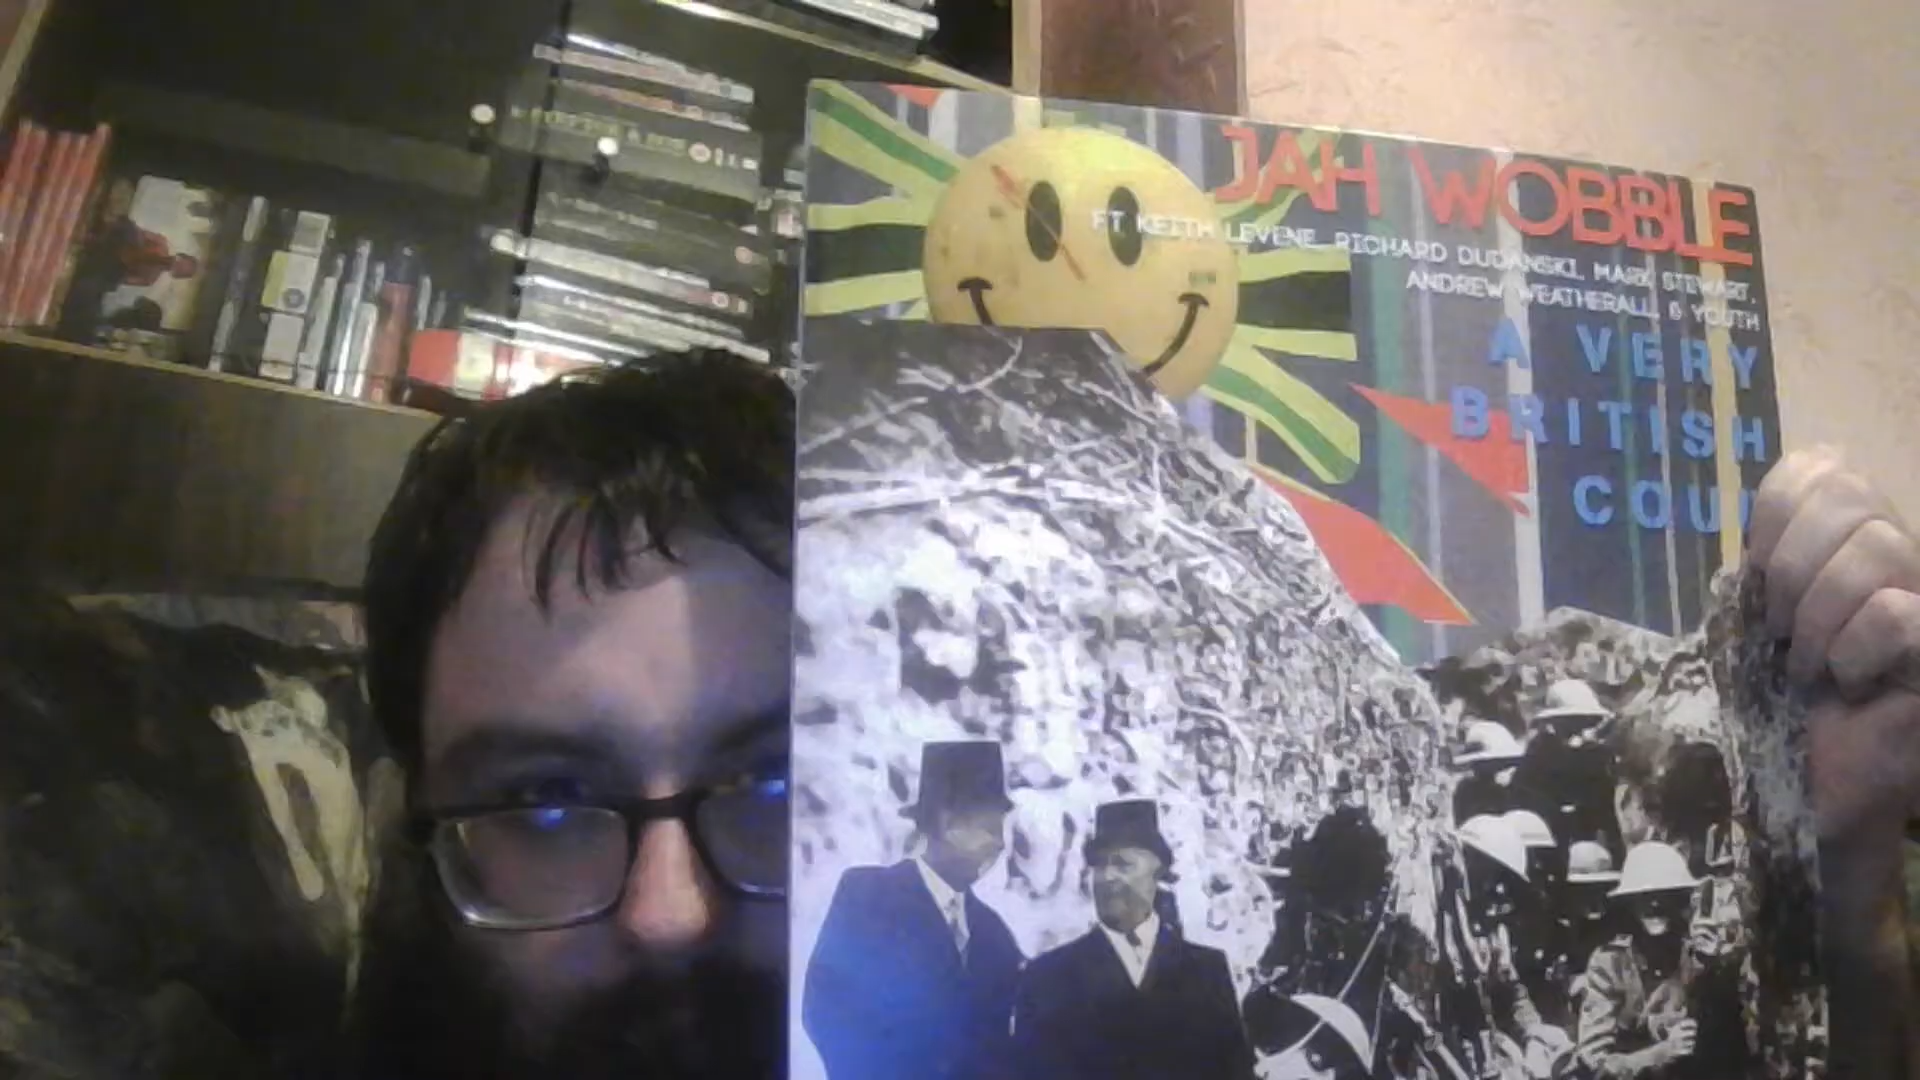 JAH WOBBLE
FT KEITH LEVENE, RICHARD DUDANSKI, MARK STEWART,
ANDREW WEATHERALL, & YOUTH
A VERY
BRITISH
COU